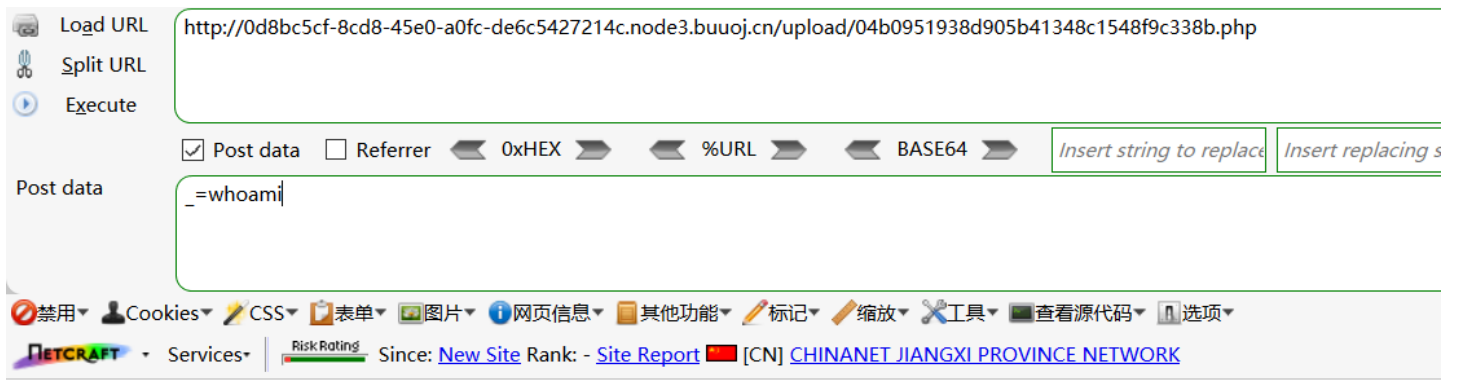 Load URL http://0d8bc5cf-8cd8-45e0-a0fc-de6c5427214c.node3.buuoj.cn/upload/04b0951938d905b41348c1548f9c338b.php
Split URL
Execute
Post data Referrer 0xHEX %URL BASE64 Insert string to replace Insert replacing s
Post data _=whoami
禁用 Cookies CSS 表单 图片 网页信息 其他功能 标记 缩放 工具 查看源代码 选项
NETCRAFT Services Risk Rating Since: New Site Rank: - Site Report [CN] CHINANET JIANGXI PROVINCE NETWORK